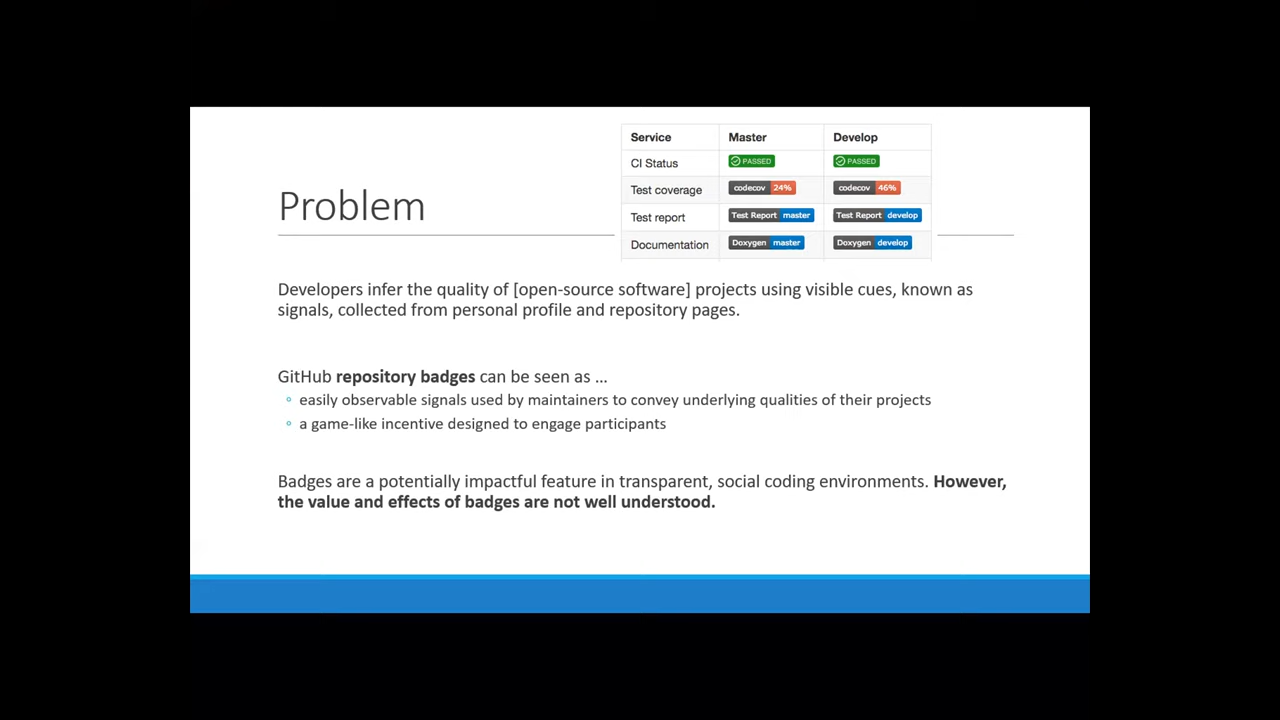 Service Master Develop
CI Status PASSED PASSED
Test coverage codecov 24% codecov 46%
Test report Test Report master Test Report develop
Documentation Doxygen master Doxygen develop
Problem
Developers infer the quality of [open-source software] projects using visible cues, known as
signals, collected from personal profile and repository pages.
GitHub repository badges can be seen as …
◦ easily observable signals used by maintainers to convey underlying qualities of their projects
◦ a game-like incentive designed to engage participants
Badges are a potentially impactful feature in transparent, social coding environments. However,
the value and effects of badges are not well understood.